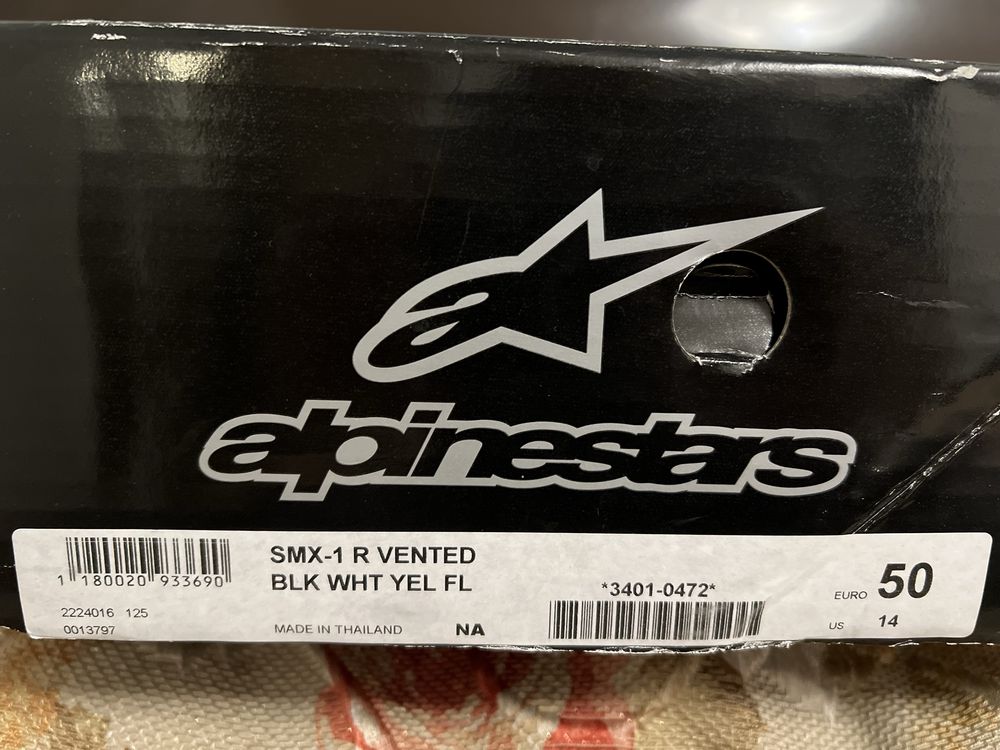 alpinestars
SMX-1 R VENTED
BLK WHT YEL FL
1 180020 933690
2224016 125
0013797
MADE IN THAILAND NA
*3401-0472*
EURO 50
US 14